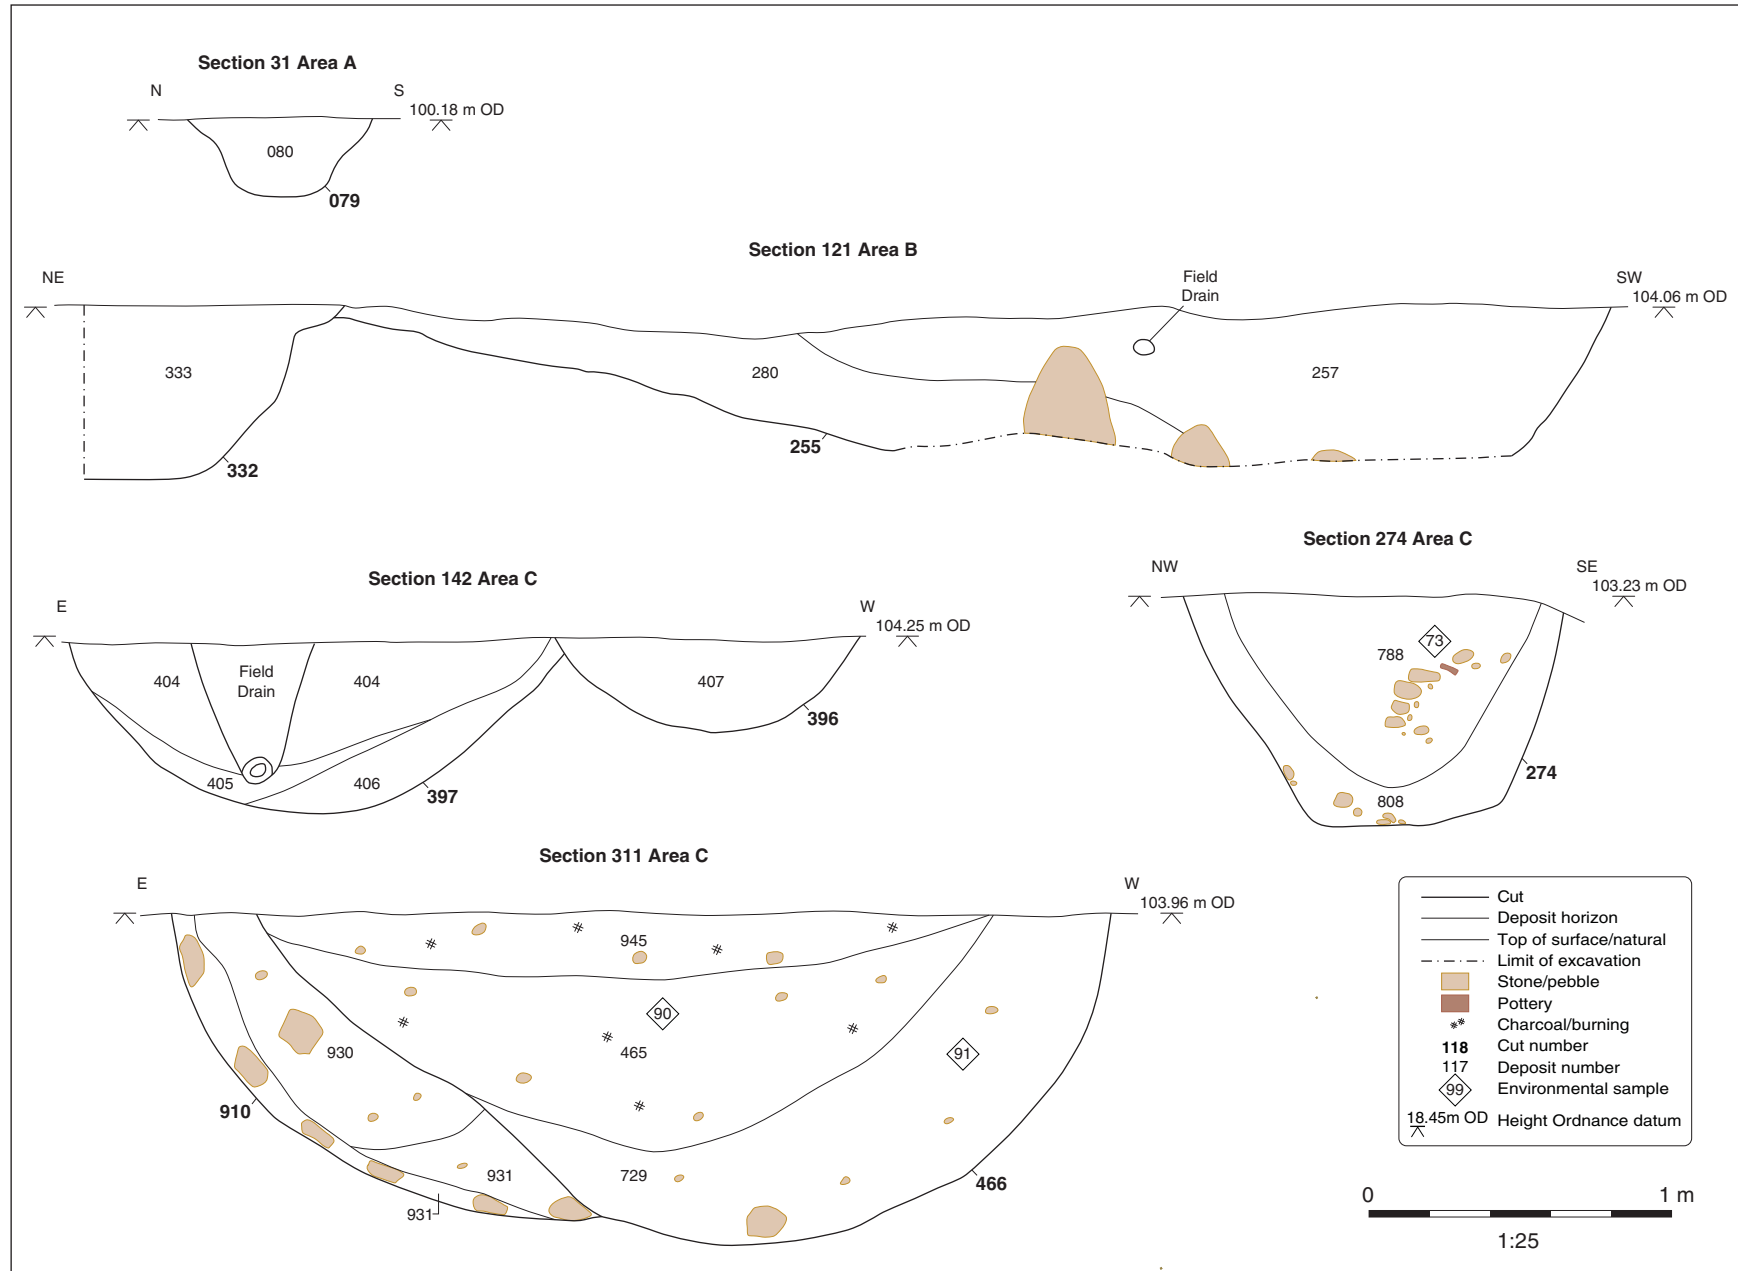 Section 31 Area A
N
S
100.18 m OD
080
079
Section 121 Area B
NE
Field
Drain
SW
104.06 m OD
333
280
257
332
255
Section 142 Area C
E
W
104.25 m OD
404
Field
Drain
404
407
396
405
406
397
Section 274 Area C
NW
SE
103.23 m OD
73
788
274
808
Section 311 Area C
E
W
103.96 m OD
945
90
465
91
930
910
931
729
466
931
Cut
Deposit horizon
Top of surface/natural
Limit of excavation
Stone/pebble
Pottery
Charcoal/burning
118 Cut number
117 Deposit number
99 Environmental sample
18.45m OD Height Ordnance datum
0 1 m
1:25